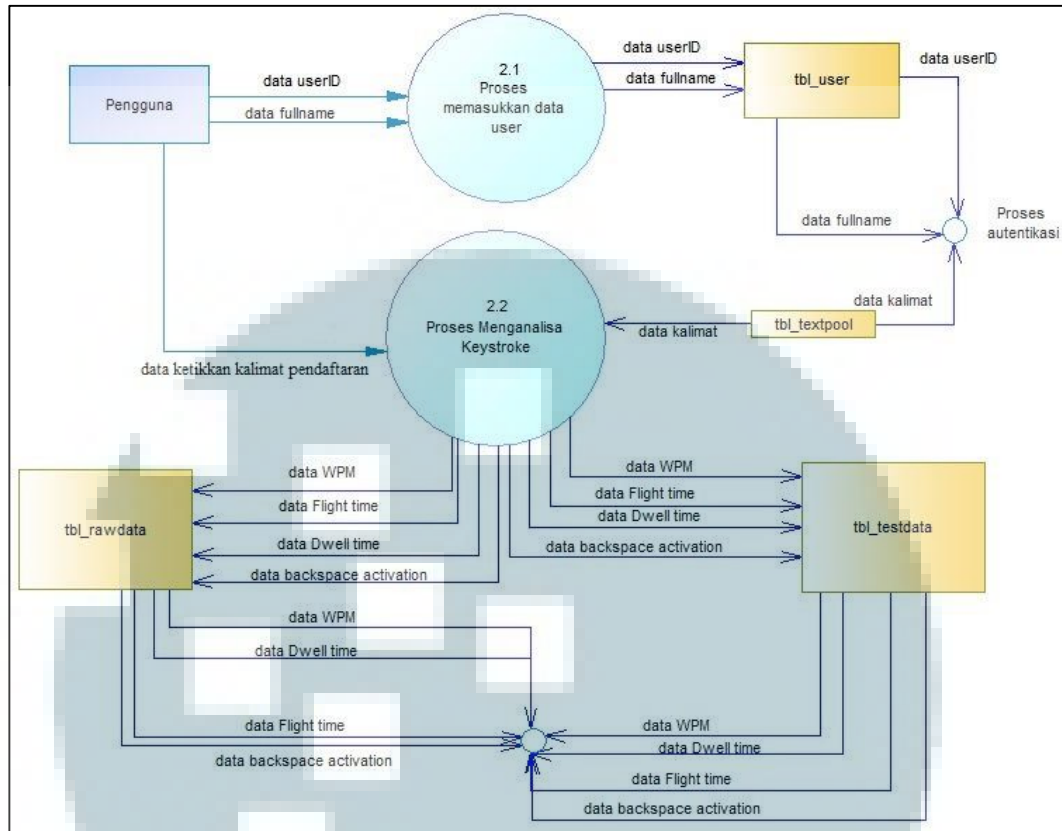 data userID
data fullname
Pengguna
data userID
data fullname
2.1
Proses
memasukkan data
user
tbl_user
data userID
data fullname
Proses
autentikasi
data kalimat
2.2
Proses Menganalisa
Keystroke
data kalimat
tbl_textpool
data ketikkan kalimat pendaftaran
data WPM
data Flight time
data Dwell time
data backspace activation
tbl_rawdata
data WPM
data Flight time
data Dwell time
data backspace activation
tbl_testdata
data WPM
data Dwell time
data Flight time
data backspace activation
data WPM
data Dwell time
data Flight time
data backspace activation